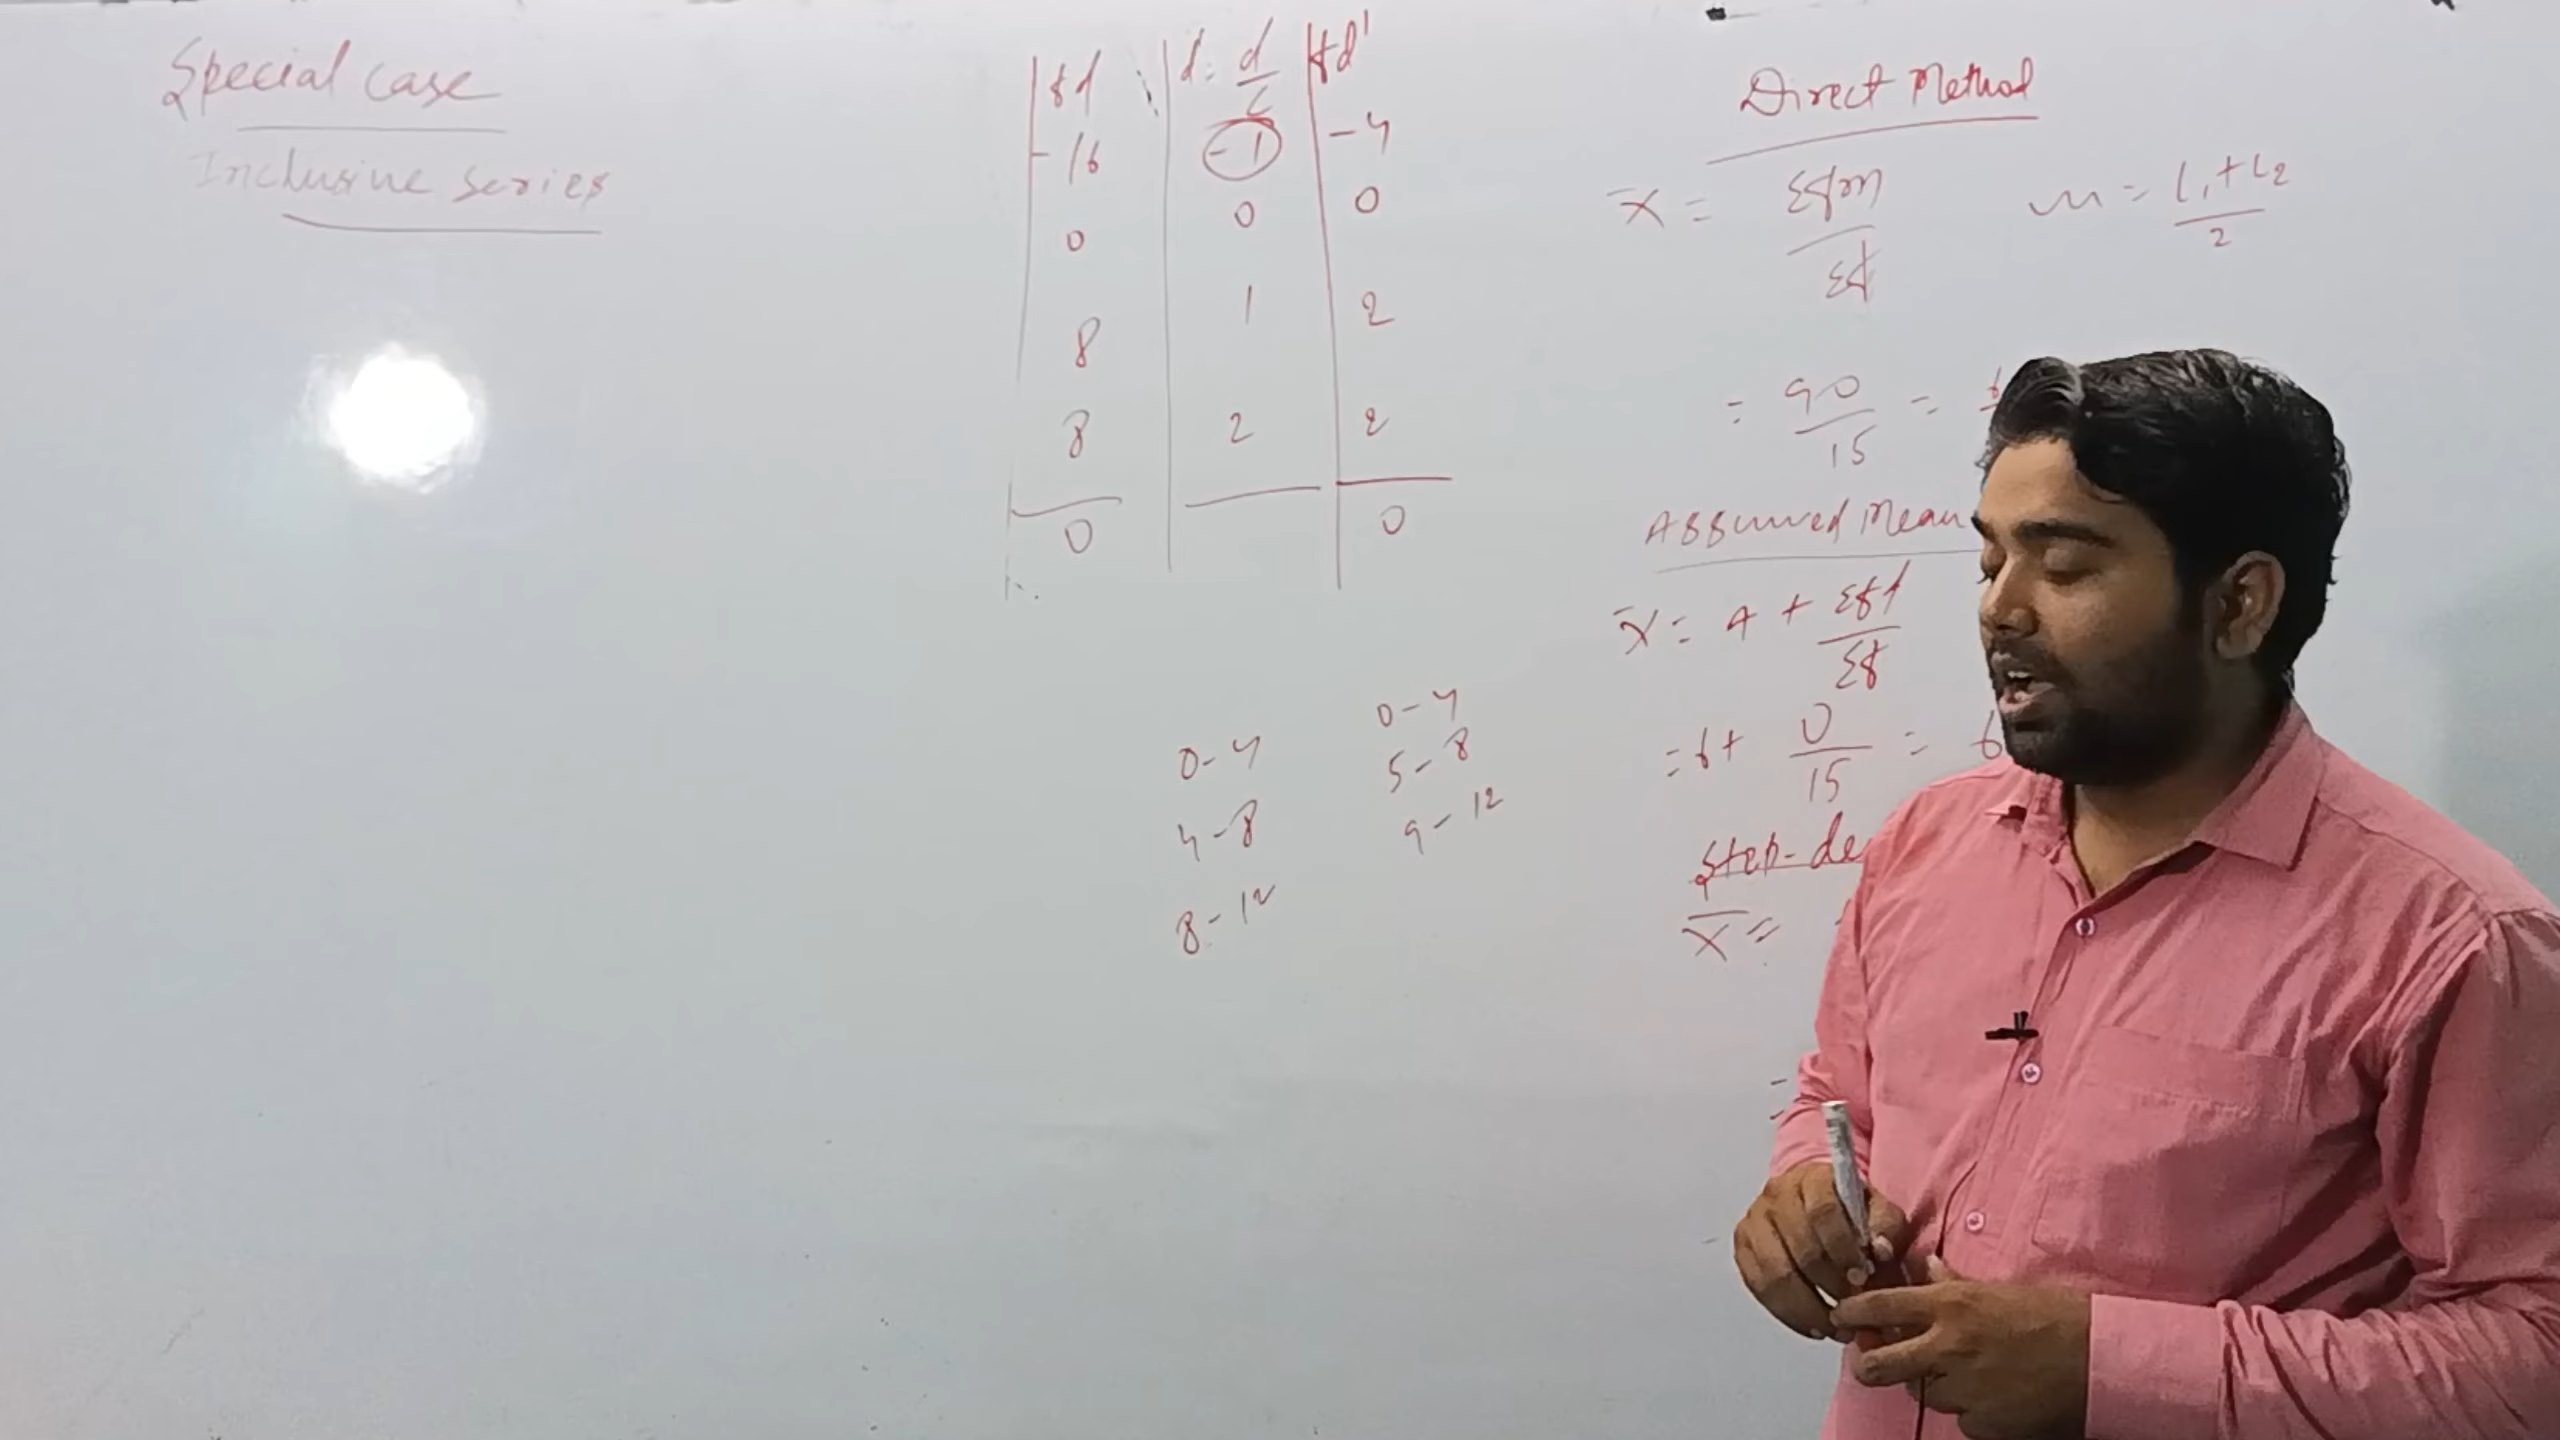 Special case
Inclusive series
fd
-16
0
8
8
0
d' = d/c
-1
0
1
2
fd'
-4
0
2
2
0
0-4
4-8
8-12
0-4
5-8
9-12
Direct Method
X̄ = Σfm/Σf m = (L₁+L₂)/2
= 90/15 =
Assumed Mean
X̄ = A + Σfd/Σf
= 6 + 0/15 = 6
Step-de
X̄ =
=